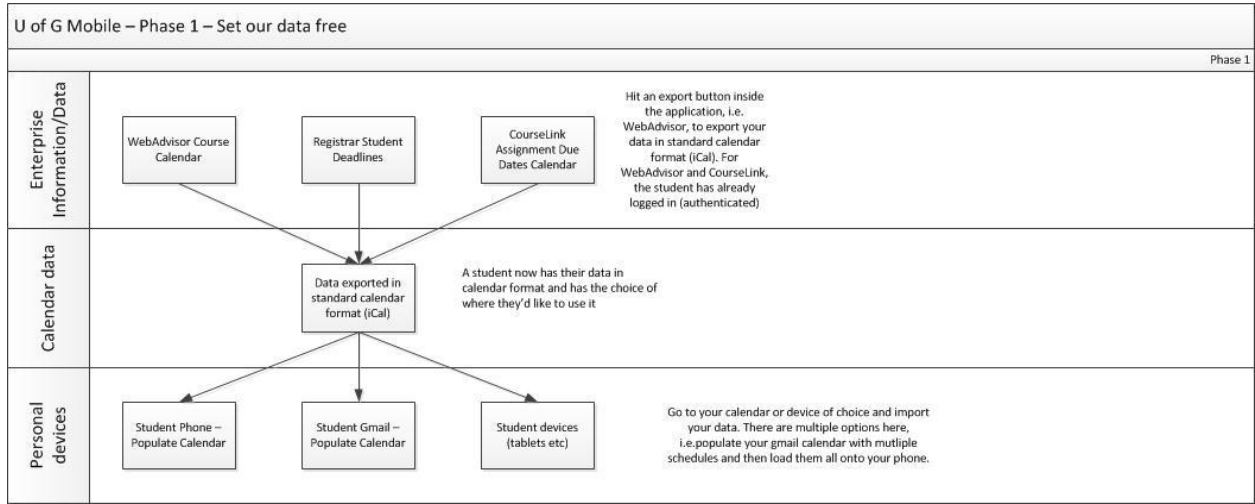 U of G Mobile – Phase 1 – Set our data free
Phase 1
Enterprise
Information/Data
WebAdvisor Course
Calendar
Registrar Student
Deadlines
CourseLink
Assignment Due
Dates Calendar
Hit an export button inside
the application, i.e.
WebAdvisor, to export your
data in standard calendar
format (iCal). For
WebAdvisor and CourseLink,
the student has already
logged in (authenticated)
Calendar data
Data exported in
standard calendar
format (iCal)
A student now has their data in
calendar format and has the choice of
where they'd like to use it
Personal
devices
Student Phone –
Populate Calendar
Student Gmail –
Populate Calendar
Student devices
(tablets etc)
Go to your calendar or device of choice and import
your data. There are multiple options here,
i.e.populate your gmail calendar with mutliple
schedules and then load them all onto your phone.